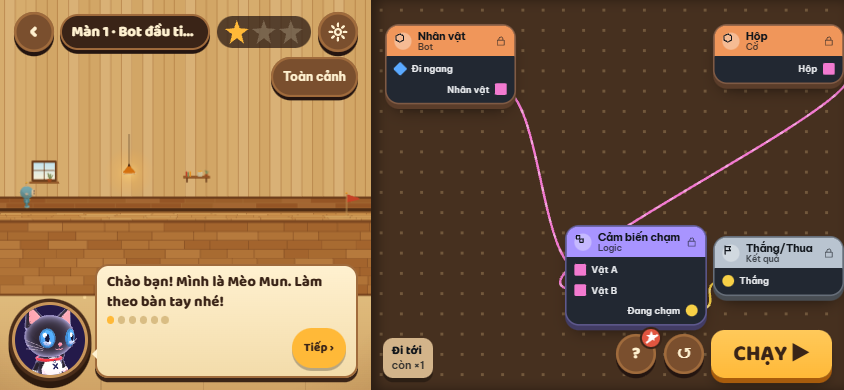 Màn 1 · Bot đầu ti...
Toàn cảnh
Chào bạn! Mình là Mèo Mun. Làm
theo bàn tay nhé!
Tiếp ›
Nhân vật
Bot
Đi ngang
Nhân vật
Hộp
Cờ
Hộp
Cảm biến chạm
Logic
Vật A
Vật B
Đang chạm
Thắng/Thua
Kết quả
Thắng
Đi tới
còn ×1
?
CHẠY